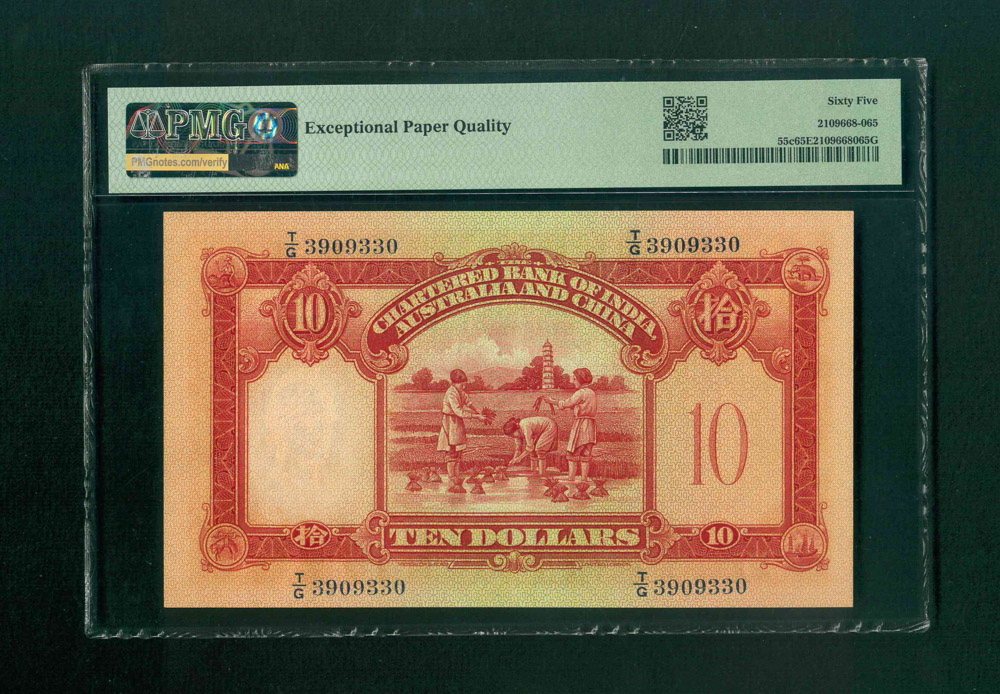 PMG
PMGnotes.com/verify
ANA
Exceptional Paper Quality
Sixty Five
2109668-065
55c65E2109668065G
T/G 3909330
T/G 3909330
CHARTERED BANK OF INDIA
AUSTRALIA AND CHINA
10
拾
10
拾
TEN DOLLARS
10
T/G 3909330
T/G 3909330